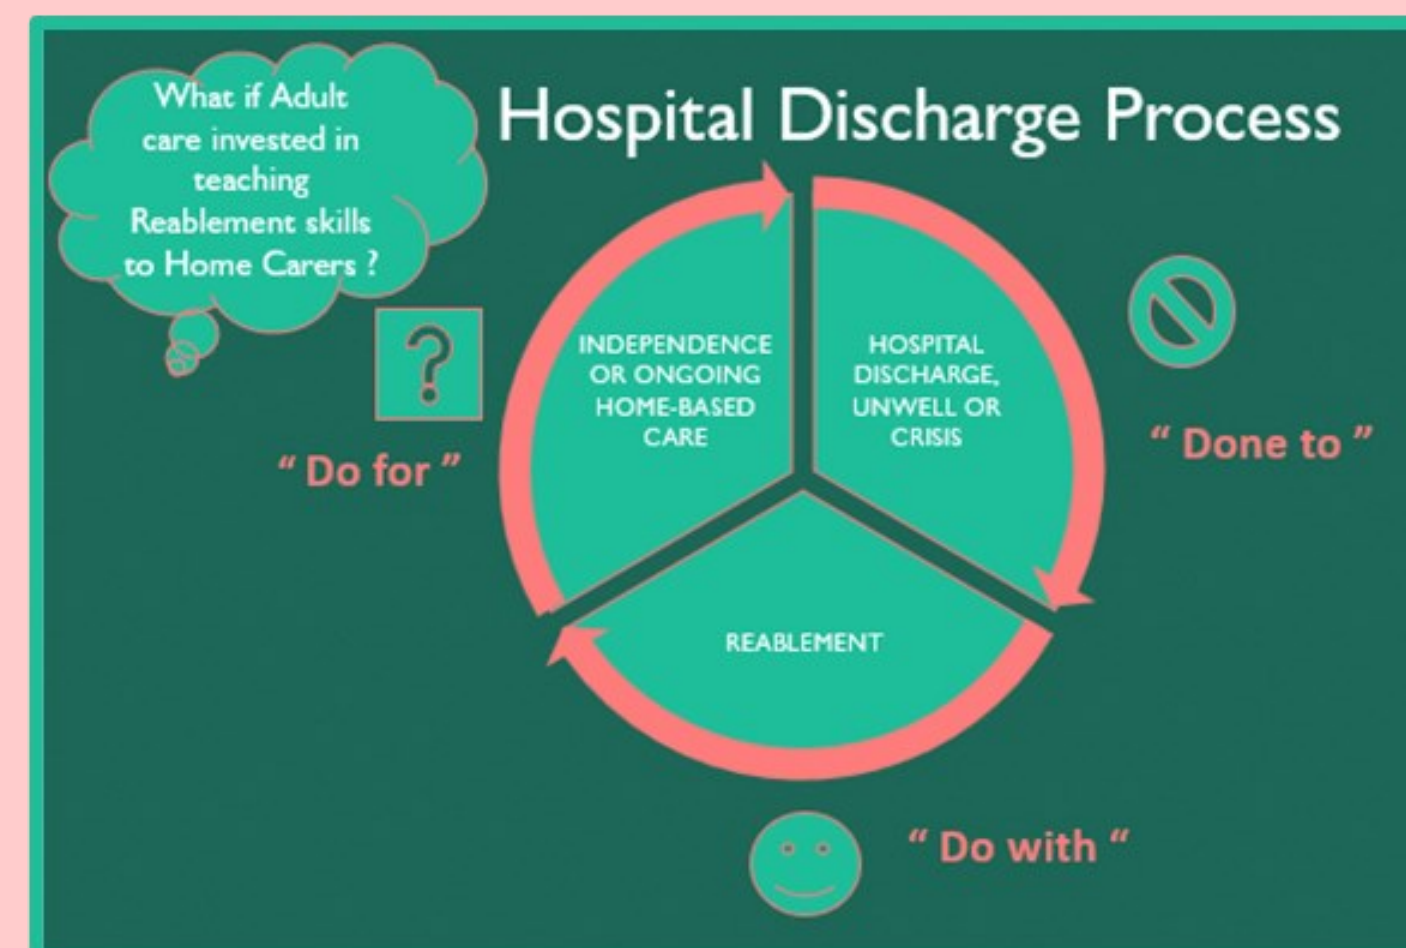 What if Adult
care invested in
teaching
Reablement skills
to Home Carers ?
Hospital Discharge Process
INDEPENDENCE
OR ONGOING
HOME-BASED
CARE
HOSPITAL
DISCHARGE,
UNWELL OR
CRISIS
?
“ Do for ”
“ Done to ”
REABLEMENT
“ Do with “